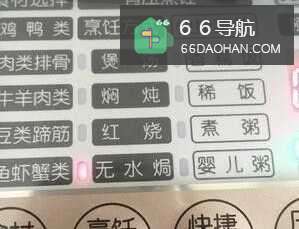 66导航
66DAOHAN.COM
鸡鸭类
肉类排骨
牛羊肉类 焖炖 稀饭
豆类蹄筋 红烧 煮粥
鱼虾蟹类 无水焗 婴儿粥
烹饪 快捷